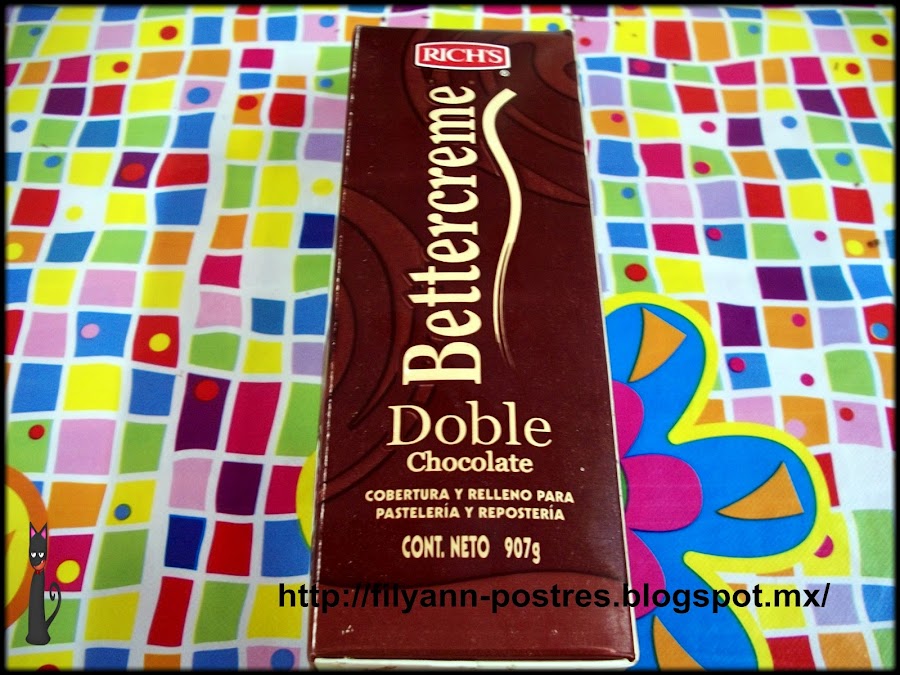 RICH'S
®
Bettercreme
Doble
Chocolate
COBERTURA Y RELLENO PARA
PASTELERÍA Y REPOSTERÍA
CONT. NETO 907g
http://filyann-postres.blogspot.mx/